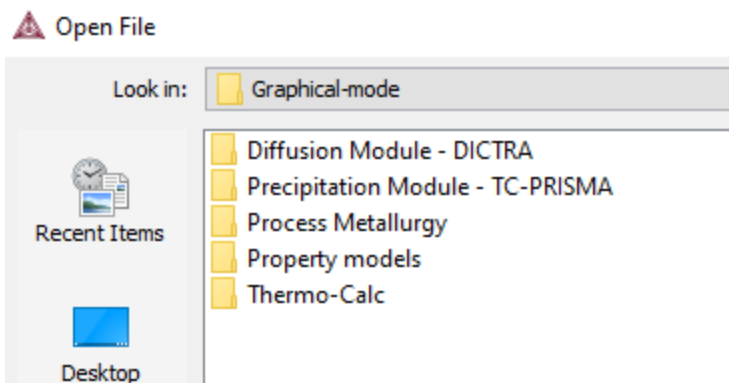 Open File
Look in:
Graphical-mode
Recent Items
Desktop
Diffusion Module - DICTRA
Precipitation Module - TC-PRISMA
Process Metallurgy
Property models
Thermo-Calc